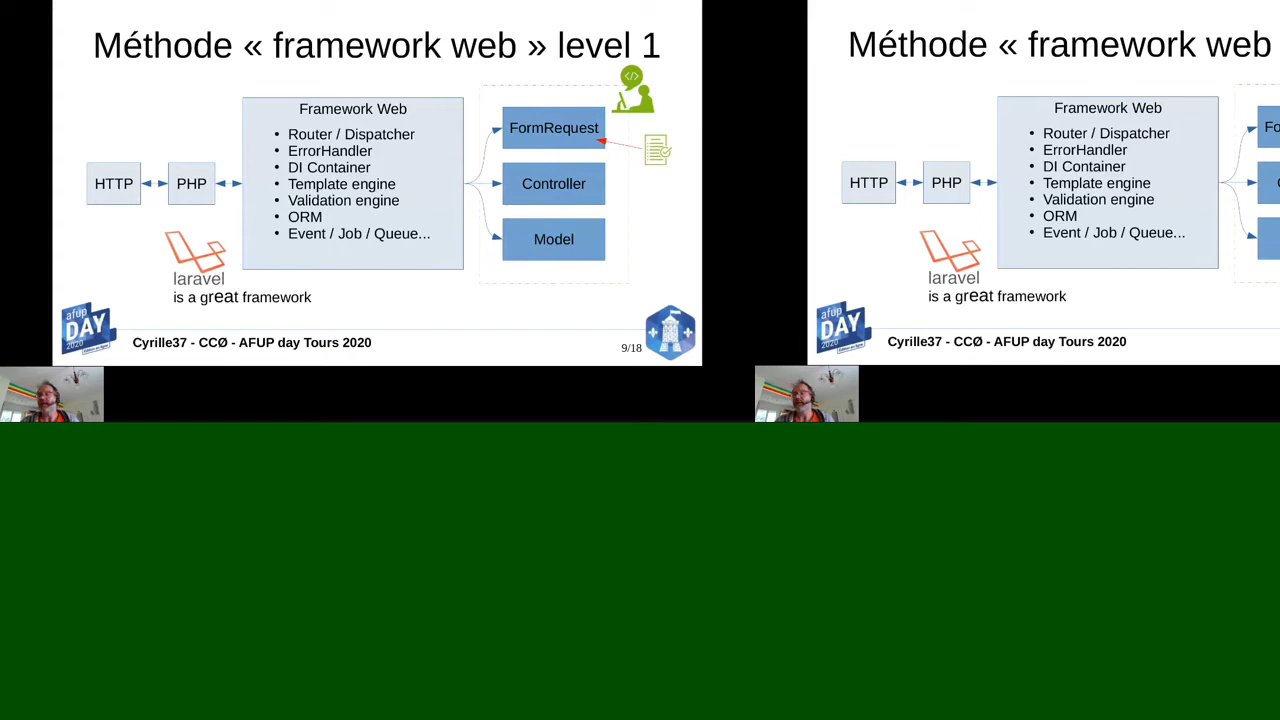 Méthode « framework web » level 1
Framework Web
• Router / Dispatcher
• ErrorHandler
• DI Container
• Template engine
• Validation engine
• ORM
• Event / Job / Queue...
HTTP
PHP
FormRequest
Controller
Model
laravel
is a great framework
afup
DAY
2020
Cyrille37 - CCØ - AFUP day Tours 2020
9/18
Méthode « framework web
Framework Web
• Router / Dispatcher
• ErrorHandler
• DI Container
• Template engine
• Validation engine
• ORM
• Event / Job / Queue...
HTTP
PHP
Fo
laravel
is a great framework
afup
DAY
2020
Cyrille37 - CCØ - AFUP day Tours 2020